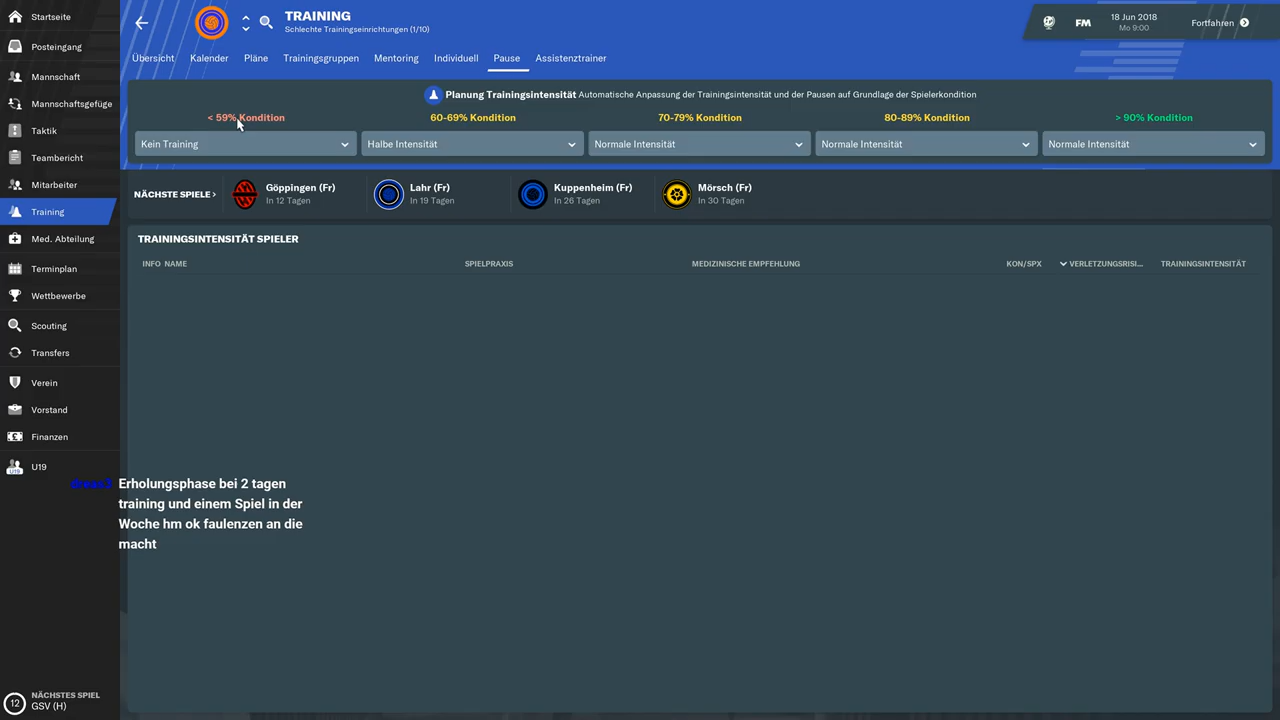 Startseite
Posteingang
Mannschaft
Mannschaftsgefüge
Taktik
Teambericht
Mitarbeiter
Training
Med. Abteilung
Terminplan
Wettbewerbe
Scouting
Transfers
Verein
Vorstand
Finanzen
U19
U19
12
NÄCHSTES SPIEL
GSV (H)
TRAINING
Schlechte Trainingseinrichtungen (1/10)
FM
18 Jun 2018
Mo 9:00
Fortfahren
Übersicht Kalender Pläne Trainingsgruppen Mentoring Individuell Pause Assistenztrainer
Planung Trainingsintensität Automatische Anpassung der Trainingsintensität und der Pausen auf Grundlage der Spielerkondition
< 59% Kondition 60-69% Kondition 70-79% Kondition 80-89% Kondition > 90% Kondition
Kein Training Halbe Intensität Normale Intensität Normale Intensität Normale Intensität
NÄCHSTE SPIELE >
Göppingen (Fr)
In 12 Tagen
Lahr (Fr)
In 19 Tagen
Kuppenheim (Fr)
In 26 Tagen
Mörsch (Fr)
In 30 Tagen
TRAININGSINTENSITÄT SPIELER
INFO NAME SPIELPRAXIS MEDIZINISCHE EMPFEHLUNG KON/SPX VERLETZUNGSRISI... TRAININGSINTENSITÄT
Erholungsphase bei 2 tagen
training und einem Spiel in der
Woche hm ok faulenzen an die
macht